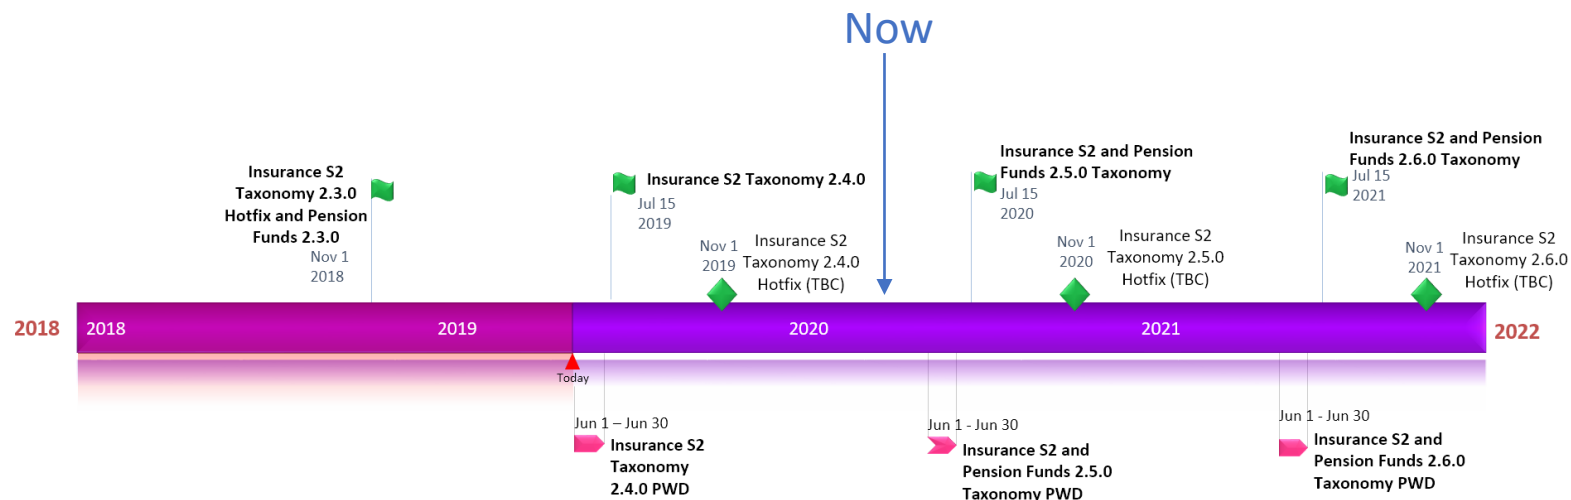 Now
Insurance S2
Taxonomy 2.3.0
Hotfix and Pension
Funds 2.3.0
Nov 1
2018
Insurance S2 Taxonomy 2.4.0
Jul 15
2019
Nov 1
2019
Insurance S2
Taxonomy 2.4.0
Hotfix (TBC)
Insurance S2 and Pension
Funds 2.5.0 Taxonomy
Jul 15
2020
Nov 1
2020
Insurance S2
Taxonomy 2.5.0
Hotfix (TBC)
Insurance S2 and Pension
Funds 2.6.0 Taxonomy
Jul 15
2021
Nov 1
2021
Insurance S2
Taxonomy 2.6.0
Hotfix (TBC)
2018
2018
2019
2020
2021
2022
Today
Jun 1 – Jun 30
Insurance S2
Taxonomy
2.4.0 PWD
Jun 1 - Jun 30
Insurance S2 and
Pension Funds 2.5.0
Taxonomy PWD
Jun 1 - Jun 30
Insurance S2 and
Pension Funds 2.6.0
Taxonomy PWD